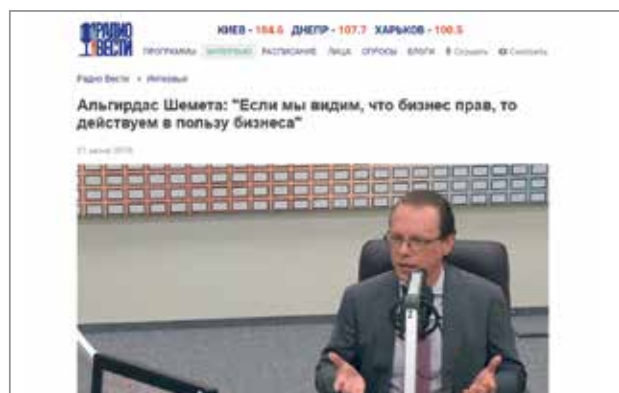 РАДИО
ВЕСТИ
КИЕВ - 104.6 ДНЕПР - 107.7 ХАРЬКОВ - 100.5
ПРОГРАММЫ ИНТЕРВЬЮ РАСПИСАНИЕ ЛИЦА ОПРОСЫ БЛОГИ Слушать Смотреть
Радио Вести » Интервью
Альгирдас Шемета: "Если мы видим, что бизнес прав, то
действуем в пользу бизнеса"